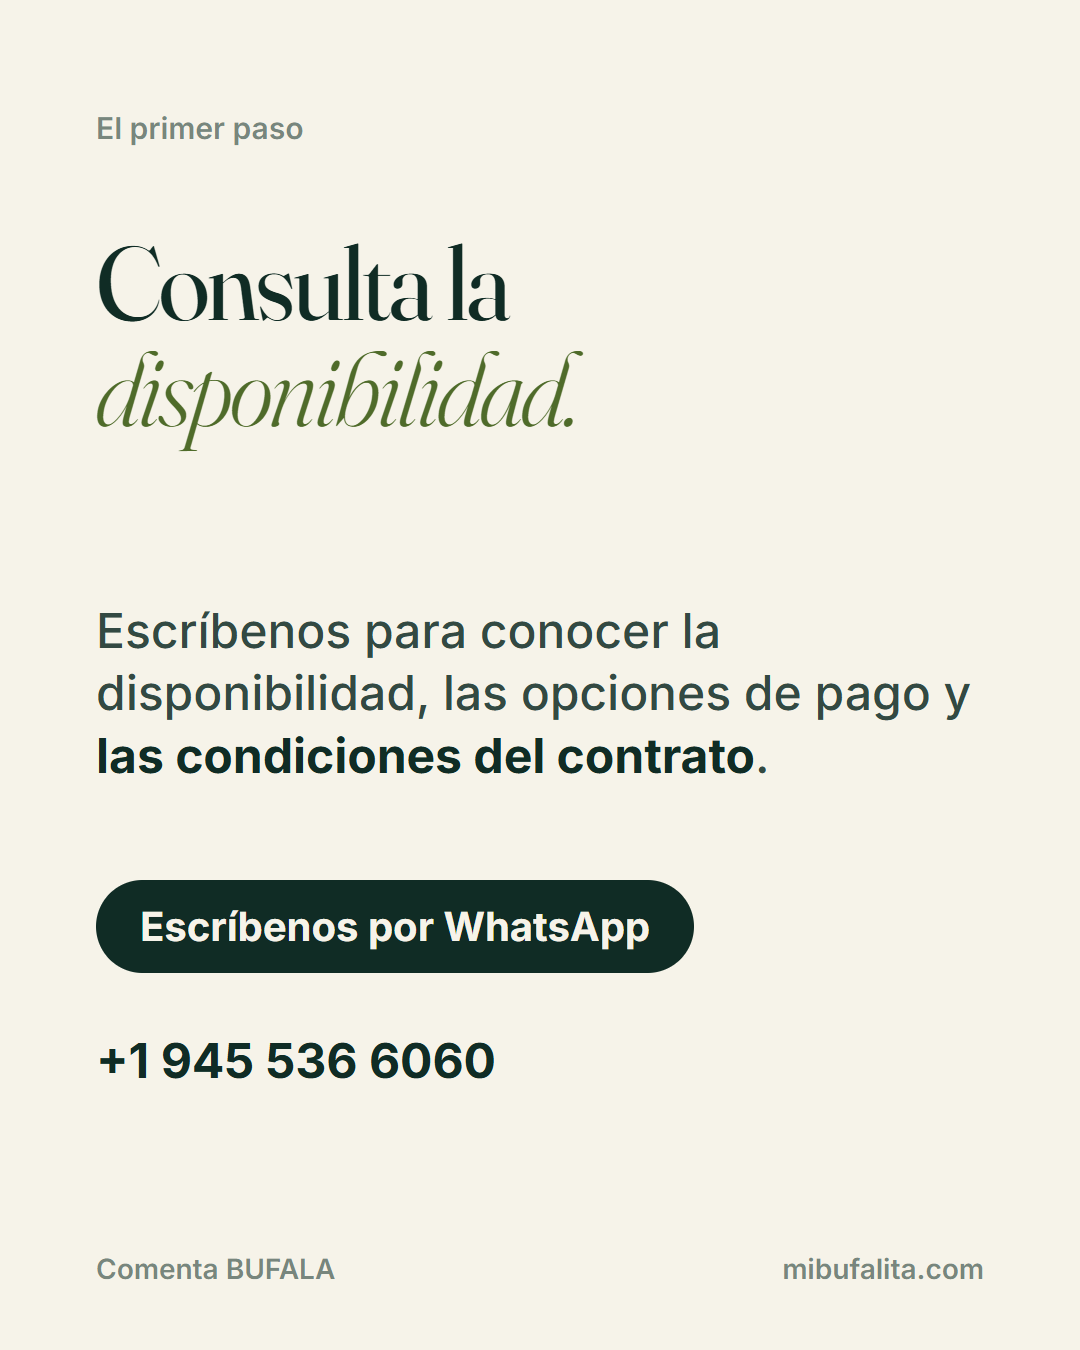 El primer paso
Consulta la
disponibilidad.
Escríbenos para conocer la
disponibilidad, las opciones de pago y
las condiciones del contrato.
Escríbenos por WhatsApp
+1 945 536 6060
Comenta BUFALA
mibufalita.com